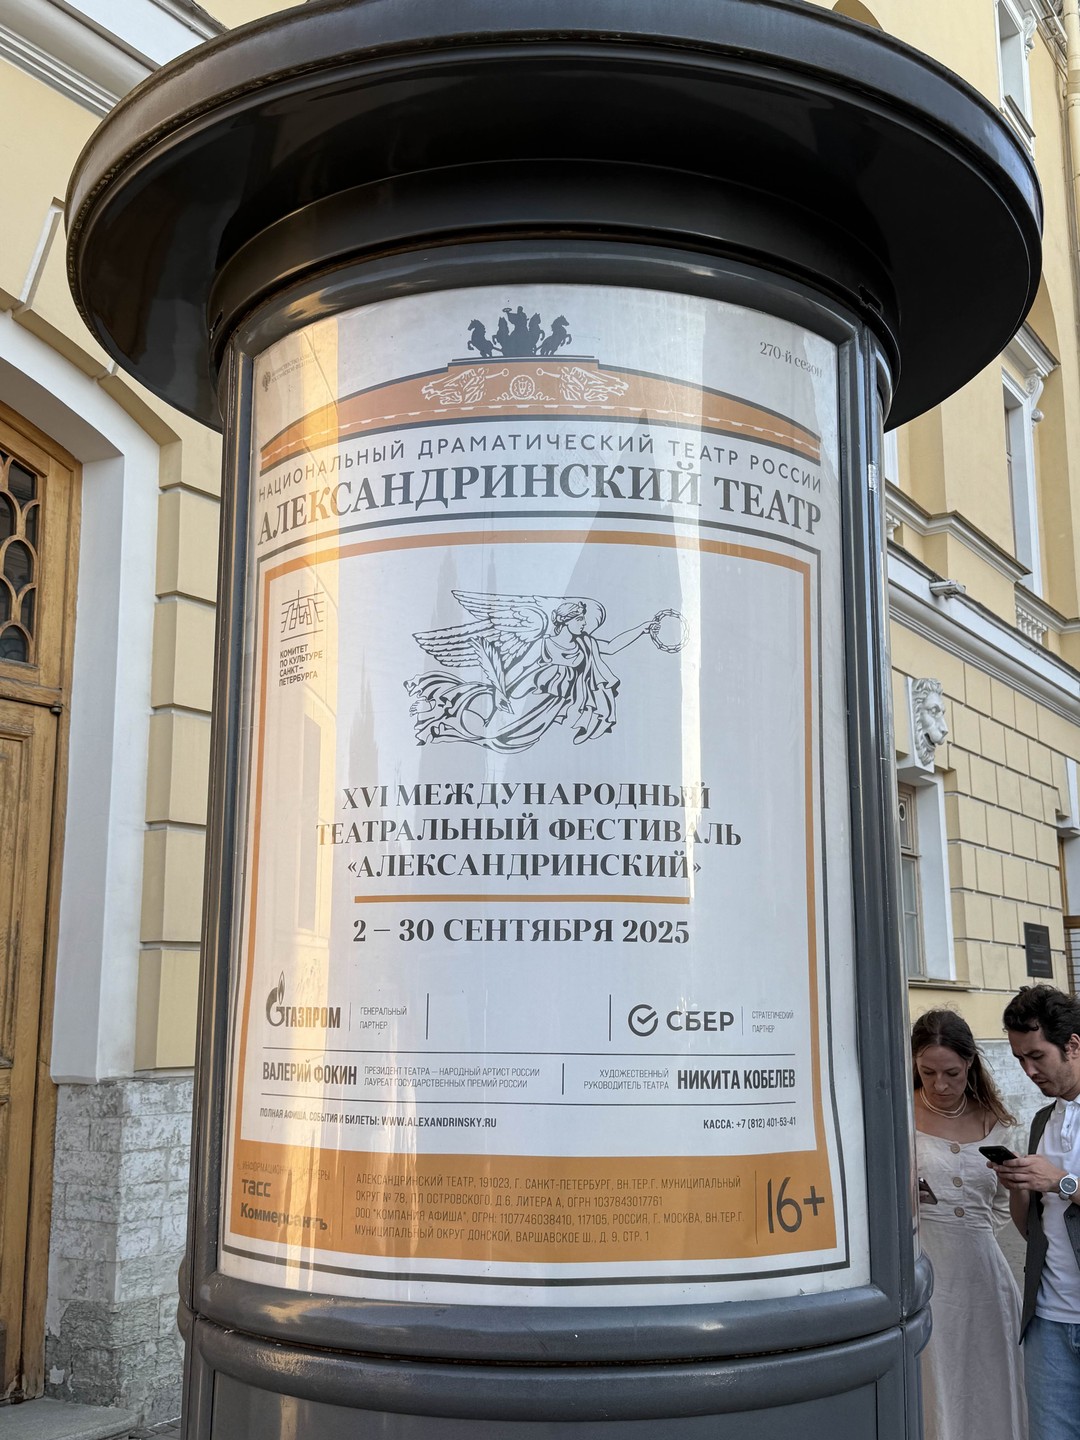 270-й сезон
НАЦИОНАЛЬНЫЙ ДРАМАТИЧЕСКИЙ ТЕАТР РОССИИ
АЛЕКСАНДРИНСКИЙ ТЕАТР
КОМИТЕТ
ПО КУЛЬТУРЕ
САНКТ–
ПЕТЕРБУРГА
XVI МЕЖДУНАРОДНЫЙ
ТЕАТРАЛЬНЫЙ ФЕСТИВАЛЬ
«АЛЕКСАНДРИНСКИЙ»
2 – 30 СЕНТЯБРЯ 2025
ГАЗПРОМ
ГЕНЕРАЛЬНЫЙ
ПАРТНЕР
СБЕР
СТРАТЕГИЧЕСКИЙ
ПАРТНЕР
ВАЛЕРИЙ ФОКИН
ПРЕЗИДЕНТ ТЕАТРА – НАРОДНЫЙ АРТИСТ РОССИИ
ЛАУРЕАТ ГОСУДАРСТВЕННЫХ ПРЕМИЙ РОССИИ
ХУДОЖЕСТВЕННЫЙ
РУКОВОДИТЕЛЬ ТЕАТРА
НИКИТА КОБЕЛЕВ
ПОЛНАЯ АФИША, СОБЫТИЯ И БИЛЕТЫ: WWW.ALEXANDRINSKY.RU
КАССА: +7 (812) 401-53-41
ИНФОРМАЦИОННЫЕ ПАРТНЕРЫ
ТАСС
Коммерсантъ
АЛЕКСАНДРИНСКИЙ ТЕАТР, 191023, Г. САНКТ-ПЕТЕРБУРГ, ВН.ТЕР.Г. МУНИЦИПАЛЬНЫЙ
ОКРУГ № 78, ПЛ ОСТРОВСКОГО, Д.6, ЛИТЕРА А, ОГРН 1037843017761
ООО "КОМПАНИЯ АФИША", ОГРН: 1107746038410, 117105, РОССИЯ, Г. МОСКВА, ВН.ТЕР.Г.
МУНИЦИПАЛЬНЫЙ ОКРУГ ДОНСКОЙ, ВАРШАВСКОЕ Ш., Д. 9, СТР. 1
16+